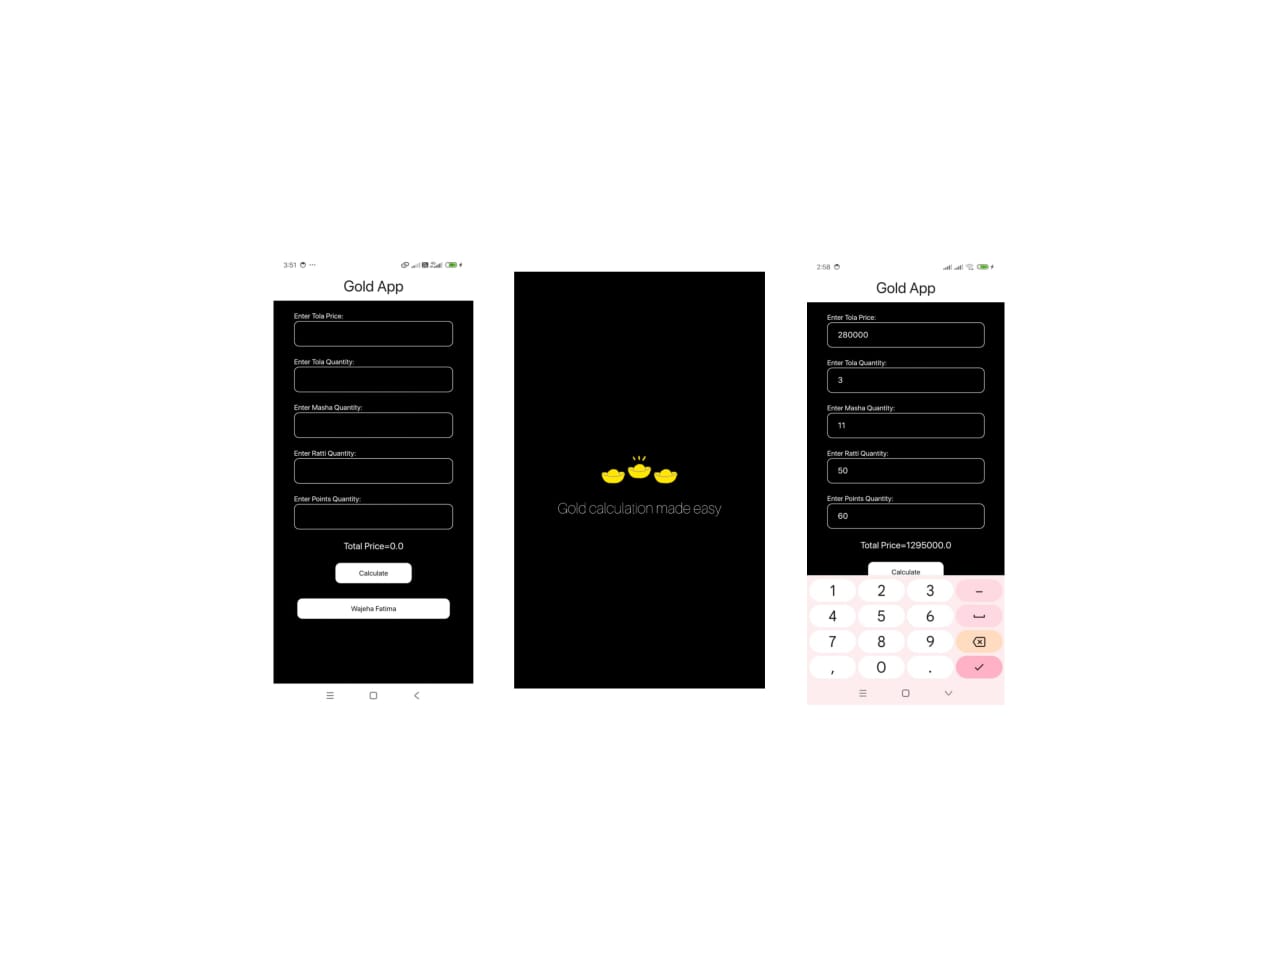 3:51
Gold App
Enter Tola Price:
Enter Tola Quantity:
Enter Masha Quantity:
Enter Ratti Quantity:
Enter Points Quantity:
Total Price=0.0
Calculate
Wajeha Fatima
Gold calculation made easy
2:58
Gold App
Enter Tola Price:
280000
Enter Tola Quantity:
3
Enter Masha Quantity:
11
Enter Ratti Quantity:
50
Enter Points Quantity:
60
Total Price=1295000.0
Calculate
1 2 3 -
4 5 6
7 8 9
, 0 .